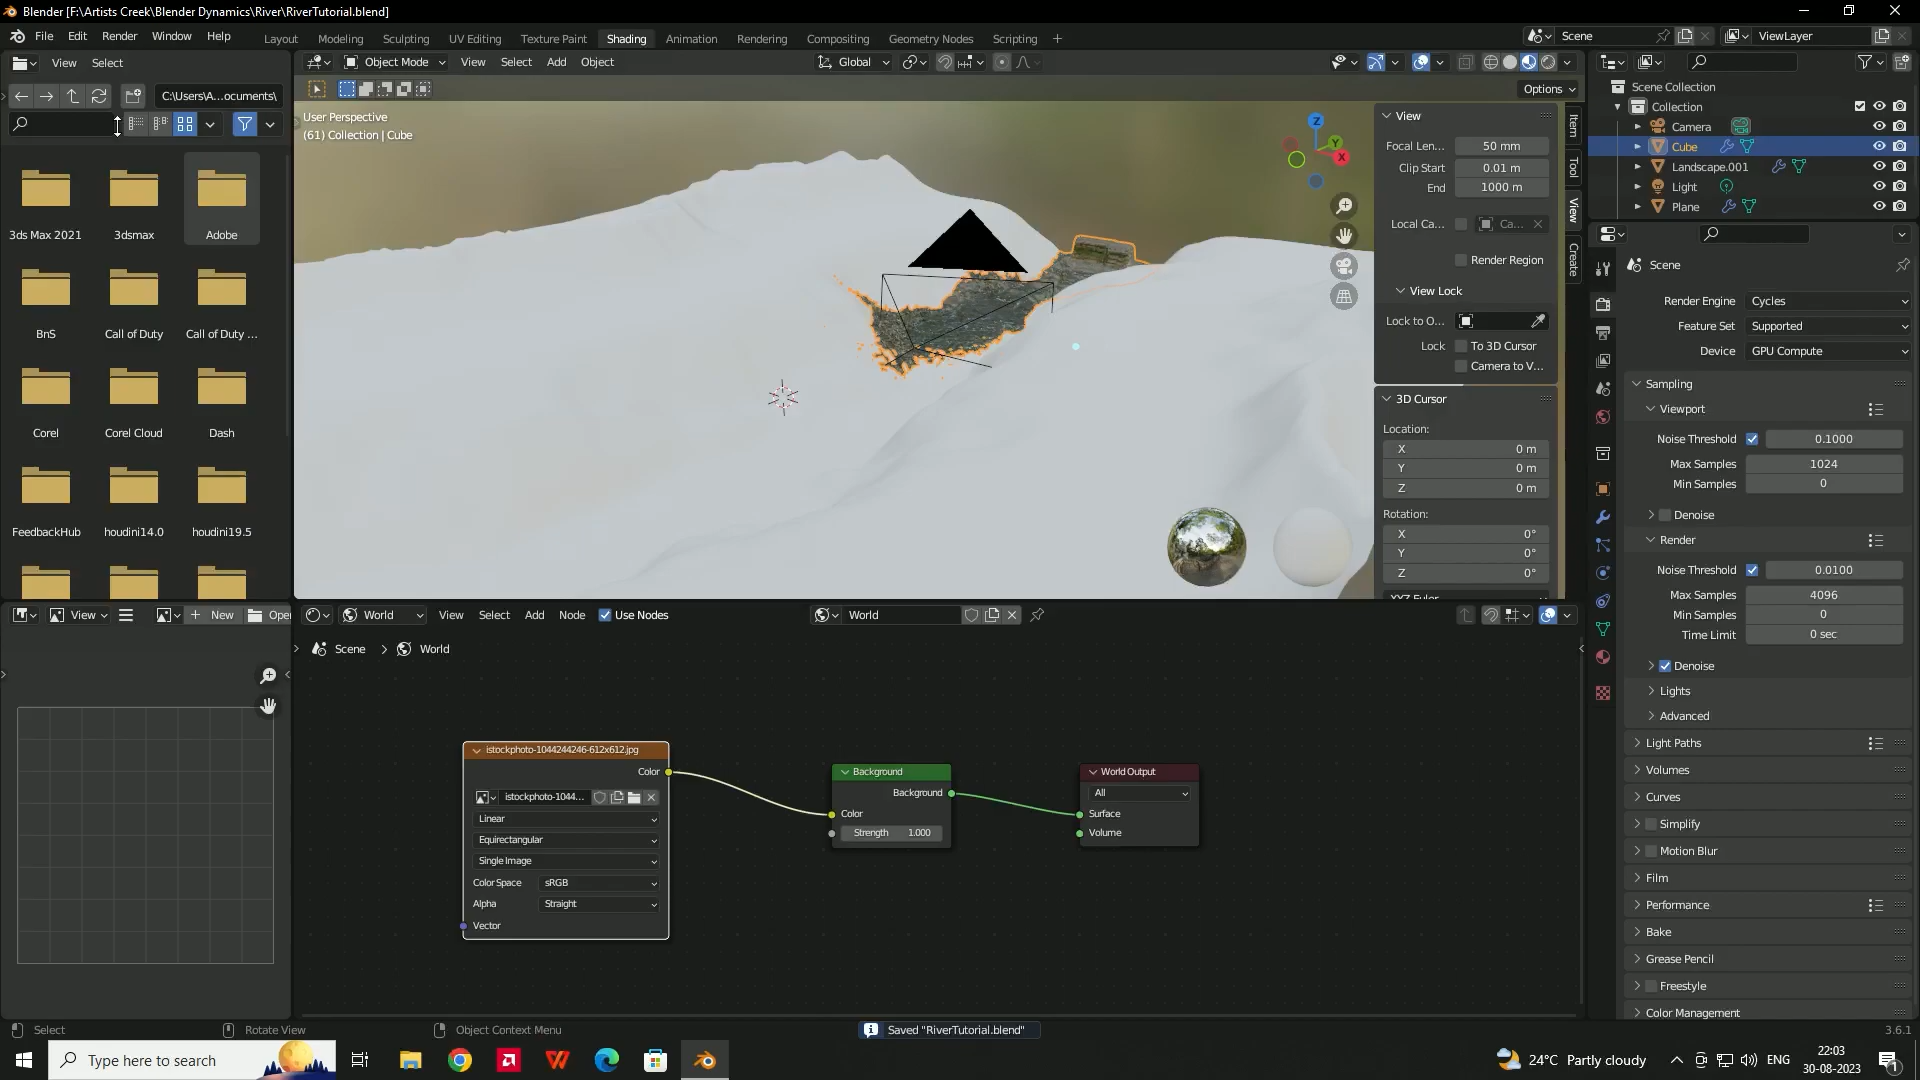 Blender [F:\Artists Creek\Blender Dynamics\River\RiverTutorial.blend]
File Edit Render Window Help
Layout Modeling Sculpting UV Editing Texture Paint Shading Animation Rendering Compositing Geometry Nodes Scripting
Scene
ViewLayer
View Select
C:\Users\A...ocuments\
3ds Max 2021
3dsmax
Adobe
BnS
Call of Duty
Call of Duty ...
Corel
Corel Cloud
Dash
FeedbackHub
houdini14.0
houdini19.5
Object Mode View Select Add Object
Global
Options
User Perspective
(61) Collection | Cube
Z
Y
X
View
Focal Len... 50 mm
Clip Start 0.01 m
End 1000 m
Local Ca... Ca...
Render Region
View Lock
Lock to O...
Lock To 3D Cursor
Camera to V...
3D Cursor
Location:
X 0 m
Y 0 m
Z 0 m
Rotation:
X 0°
Y 0°
Z 0°
XYZ Euler
Item
Tool
View
Create
Scene Collection
Collection
Camera
Cube
Landscape.001
Light
Plane
Scene
Render Engine Cycles
Feature Set Supported
Device GPU Compute
Sampling
Viewport
Noise Threshold 0.1000
Max Samples 1024
Min Samples 0
Denoise
Render
Noise Threshold 0.0100
Max Samples 4096
Min Samples 0
Time Limit 0 sec
Denoise
Lights
Advanced
Light Paths
Volumes
Curves
Simplify
Motion Blur
Film
Performance
Bake
Grease Pencil
Freestyle
Color Management
View
New
Ope
World View Select Add Node Use Nodes
World
Scene > World
istockphoto-1044244246-612x612.jpg
Color
istockphoto-1044...
Linear
Equirectangular
Single Image
Color Space sRGB
Alpha Straight
Vector
Background
Background
Color
Strength 1.000
World Output
All
Surface
Volume
Select
Rotate View
Object Context Menu
Saved "RiverTutorial.blend"
3.6.1
Type here to search
24°C Partly cloudy
ENG
22:03
30-08-2023
1